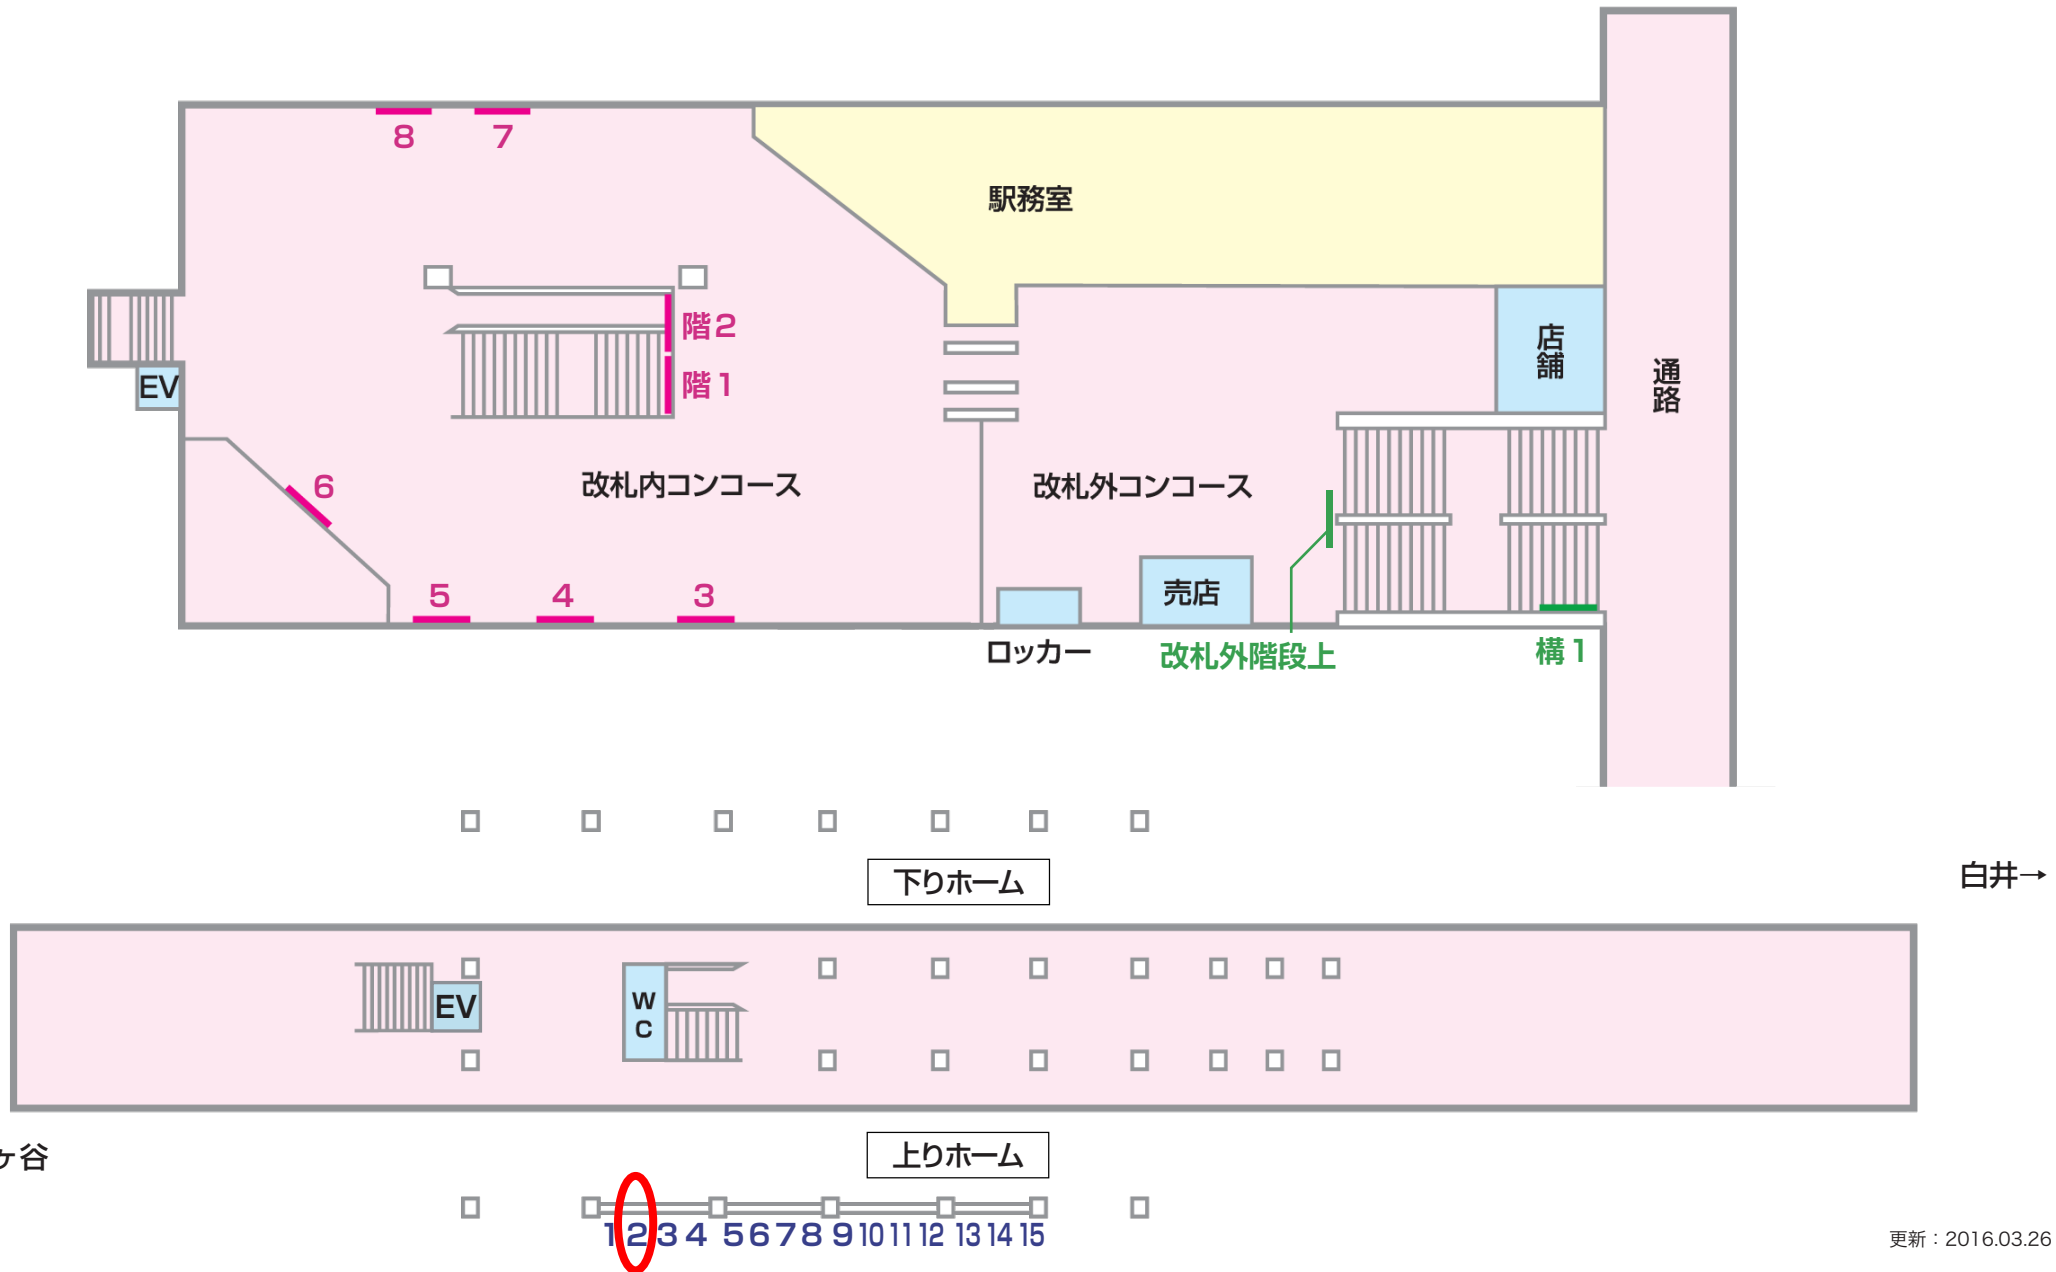 8
7
駅務室
階2
階1
EV
店舗
通路
6
改札内コンコース
改札外コンコース
5
4
3
売店
ロッカー
改札外階段上
構1
下りホーム
白井→
EV
WC
上りホーム
ヶ谷
1 2 3 4 5 6 7 8 9 10 11 12 13 14 15
更新：2016.03.26